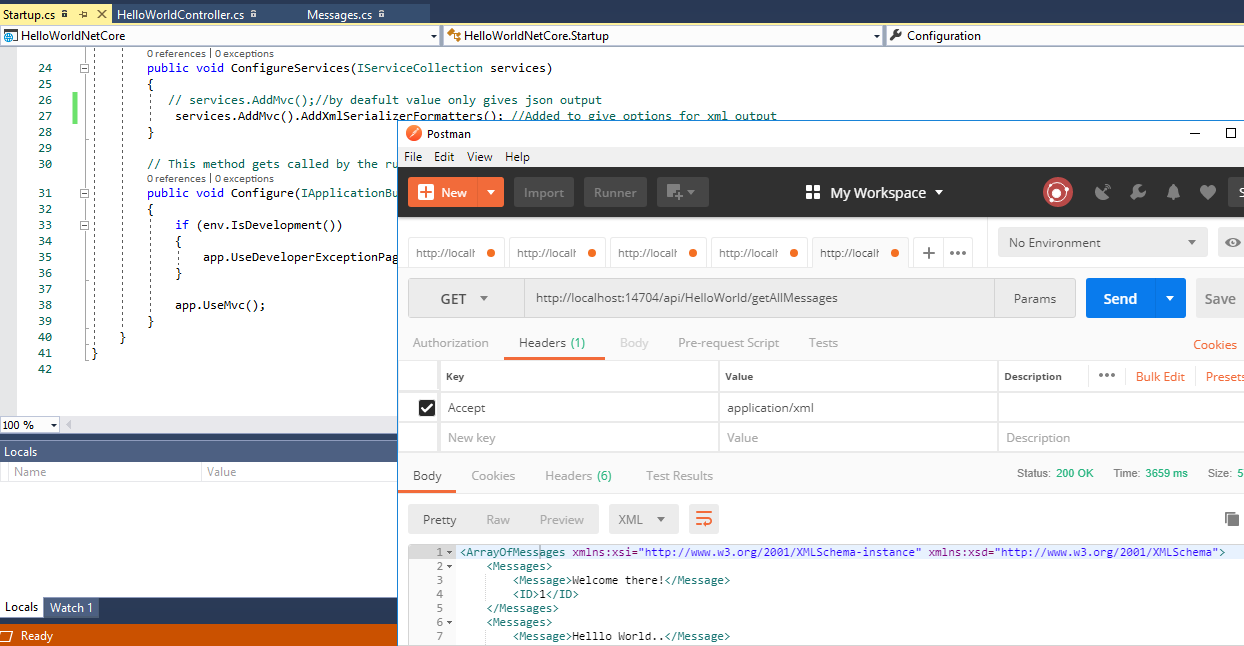 Startup.cs
HelloWorldController.cs
Messages.cs
HelloWorldNetCore
HelloWorldNetCore.Startup
Configuration
0 references | 0 exceptions
24 public void ConfigureServices(IServiceCollection services)
25 {
26 // services.AddMvc();//by deafult value only gives json output
27 services.AddMvc().AddXmlSerializerFormatters(); //Added to give options for xml output
28 }
29
30 // This method gets called by the ru
0 references | 0 exceptions
31 public void Configure(IApplicationBu
32 {
33 if (env.IsDevelopment())
34 {
35 app.UseDeveloperExceptionPag
36 }
37
38 app.UseMvc();
39 }
40 }
41 }
42
100 %
Locals
Name Value
Locals Watch 1
Ready
Postman
File Edit View Help
New Import Runner My Workspace
http://localh http://localh http://localh http://localh http://localh
No Environment
GET http://localhost:14704/api/HelloWorld/getAllMessages Params Send Save
Authorization Headers (1) Body Pre-request Script Tests Cookies
Key Value Description Bulk Edit Presets
Accept application/xml
New key Value Description
Body Cookies Headers (6) Test Results Status: 200 OK Time: 3659 ms Size: 5
Pretty Raw Preview XML
1 <ArrayOfMessages xmlns:xsi="http://www.w3.org/2001/XMLSchema-instance" xmlns:xsd="http://www.w3.org/2001/XMLSchema">
2 <Messages>
3 <Message>Welcome there!</Message>
4 <ID>1</ID>
5 </Messages>
6 <Messages>
7 <Message>Helllo World..</Message>